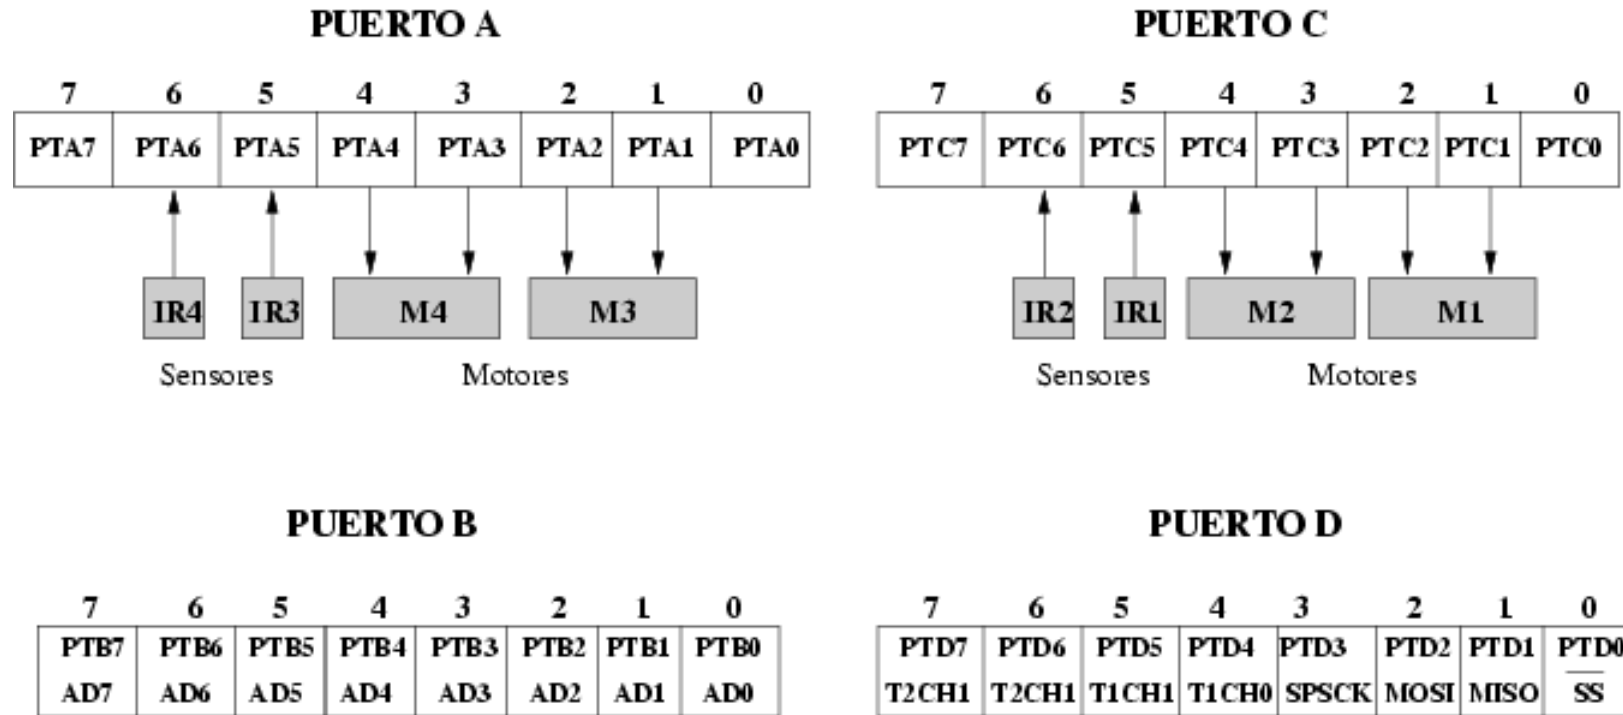 PUERTO A
7 6 5 4 3 2 1 0
PTA7 PTA6 PTA5 PTA4 PTA3 PTA2 PTA1 PTA0
IR4 IR3 M4 M3
Sensores Motores
PUERTO C
7 6 5 4 3 2 1 0
PTC7 PTC6 PTC5 PTC4 PTC3 PTC2 PTC1 PTC0
IR2 IR1 M2 M1
Sensores Motores
PUERTO B
7 6 5 4 3 2 1 0
PTB7 PTB6 PTB5 PTB4 PTB3 PTB2 PTB1 PTB0
AD7 AD6 AD5 AD4 AD3 AD2 AD1 AD0
PUERTO D
7 6 5 4 3 2 1 0
PTD7 PTD6 PTD5 PTD4 PTD3 PTD2 PTD1 PTD0
T2CH1 T2CH1 T1CH1 T1CH0 SPSCK MOSI MISO S̅S̅